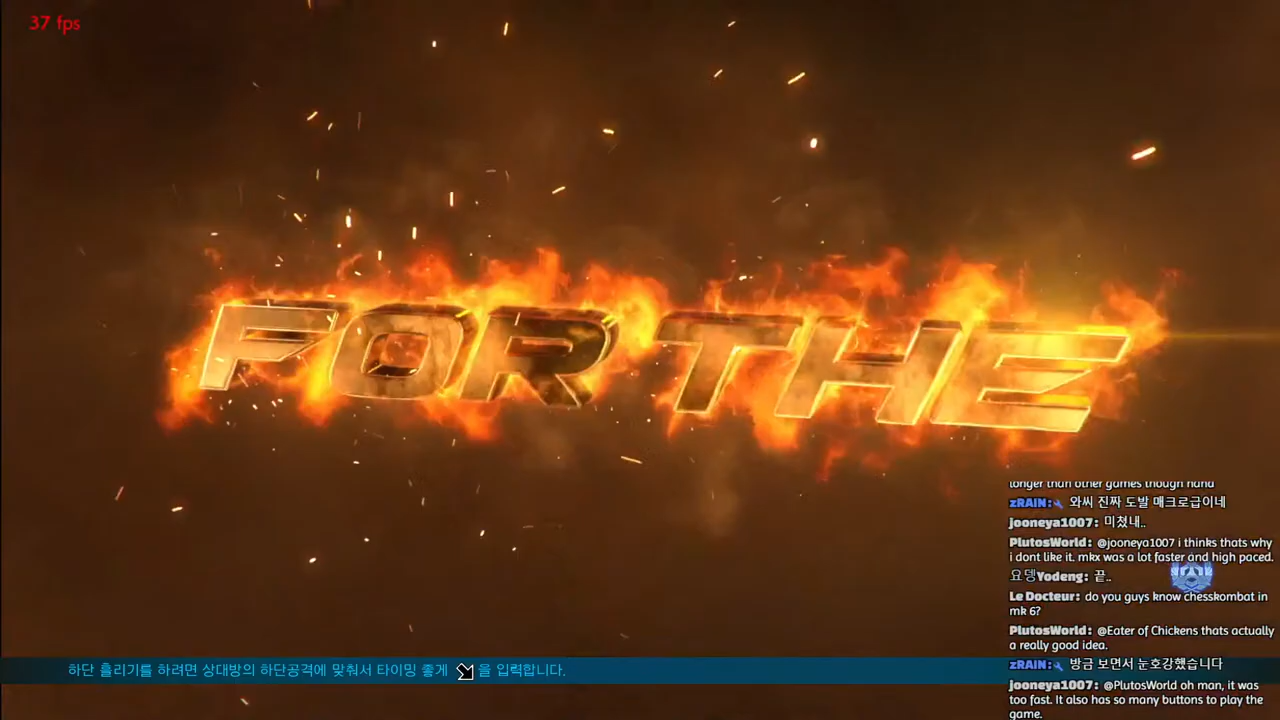 37 fps
FOR THE
longer than other games though haha
zRAIN: 와씨 진짜 도발 매크로급이네
jooneya1007: 미쳤내..
PlutosWorld: @jooneya1007 i thinks thats why
i dont like it. mkx was a lot faster and high paced.
요뎅Yodeng: 끝..
Le Docteur: do you guys know chesskombat in
mk 6?
PlutosWorld: @Eater of Chickens thats actually
a really good idea.
zRAIN: 방금 보면서 눈호강했습니다
jooneya1007: @PlutosWorld oh man, it was
too fast. It also has so many buttons to play the
game.
하단 흘리기를 하려면 상대방의 하단공격에 맞춰서 타이밍 좋게 을 입력합니다.